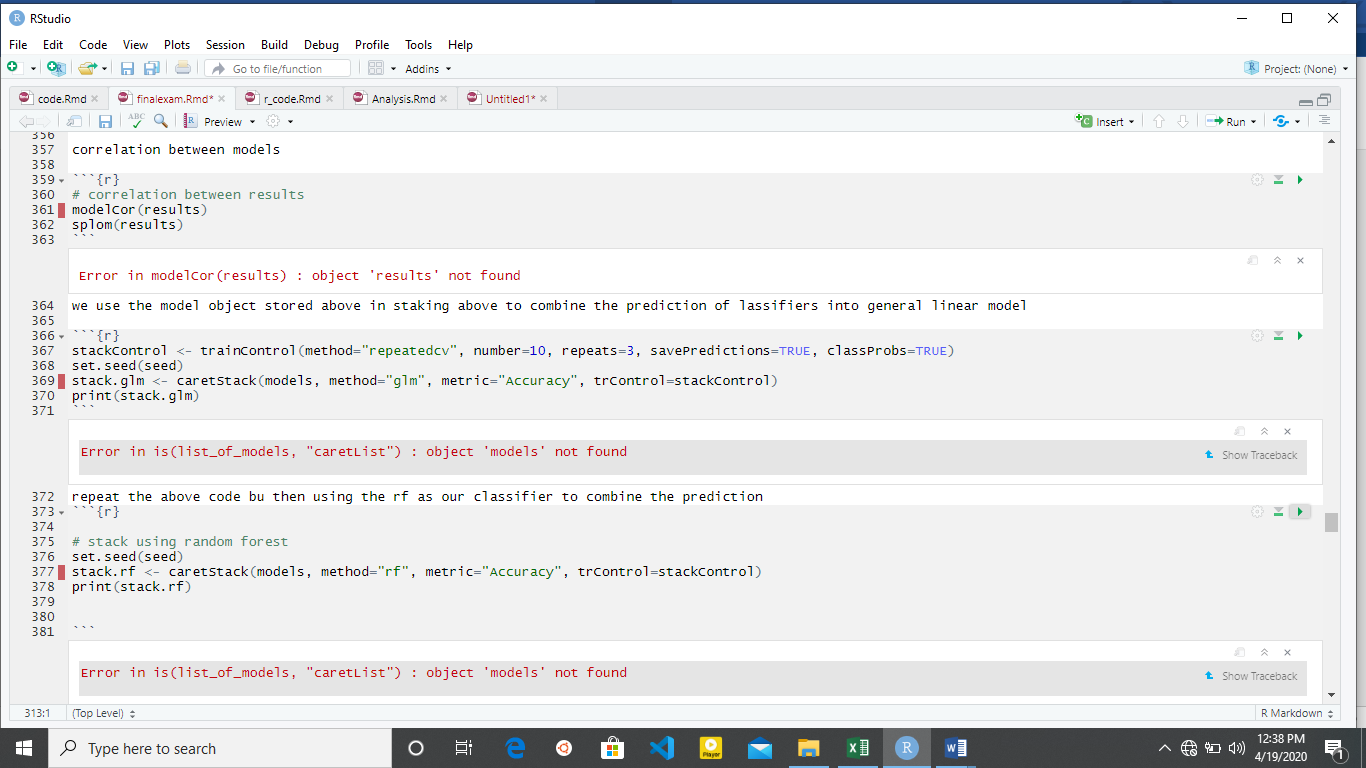 RStudio
File Edit Code View Plots Session Build Debug Profile Tools Help
Go to file/function Addins Project: (None)
code.Rmd finalexam.Rmd* r_code.Rmd Analysis.Rmd Untitled1*
ABC Preview Insert Run
356
357 correlation between models
358
359 ```{r}
360 # correlation between results
361 modelCor(results)
362 splom(results)
363 ```
Error in modelCor(results) : object 'results' not found
364 we use the model object stored above in staking above to combine the prediction of lassifiers into general linear model
365
366 ```{r}
367 stackControl <- trainControl(method="repeatedcv", number=10, repeats=3, savePredictions=TRUE, classProbs=TRUE)
368 set.seed(seed)
369 stack.glm <- caretStack(models, method="glm", metric="Accuracy", trControl=stackControl)
370 print(stack.glm)
371 ```
Error in is(list_of_models, "caretList") : object 'models' not found
Show Traceback
372 repeat the above code bu then using the rf as our classifier to combine the prediction
373 ```{r}
374
375 # stack using random forest
376 set.seed(seed)
377 stack.rf <- caretStack(models, method="rf", metric="Accuracy", trControl=stackControl)
378 print(stack.rf)
379
380
381 ```
Error in is(list_of_models, "caretList") : object 'models' not found
Show Traceback
313:1 (Top Level) R Markdown
Type here to search
Player
12:38 PM
4/19/2020
1